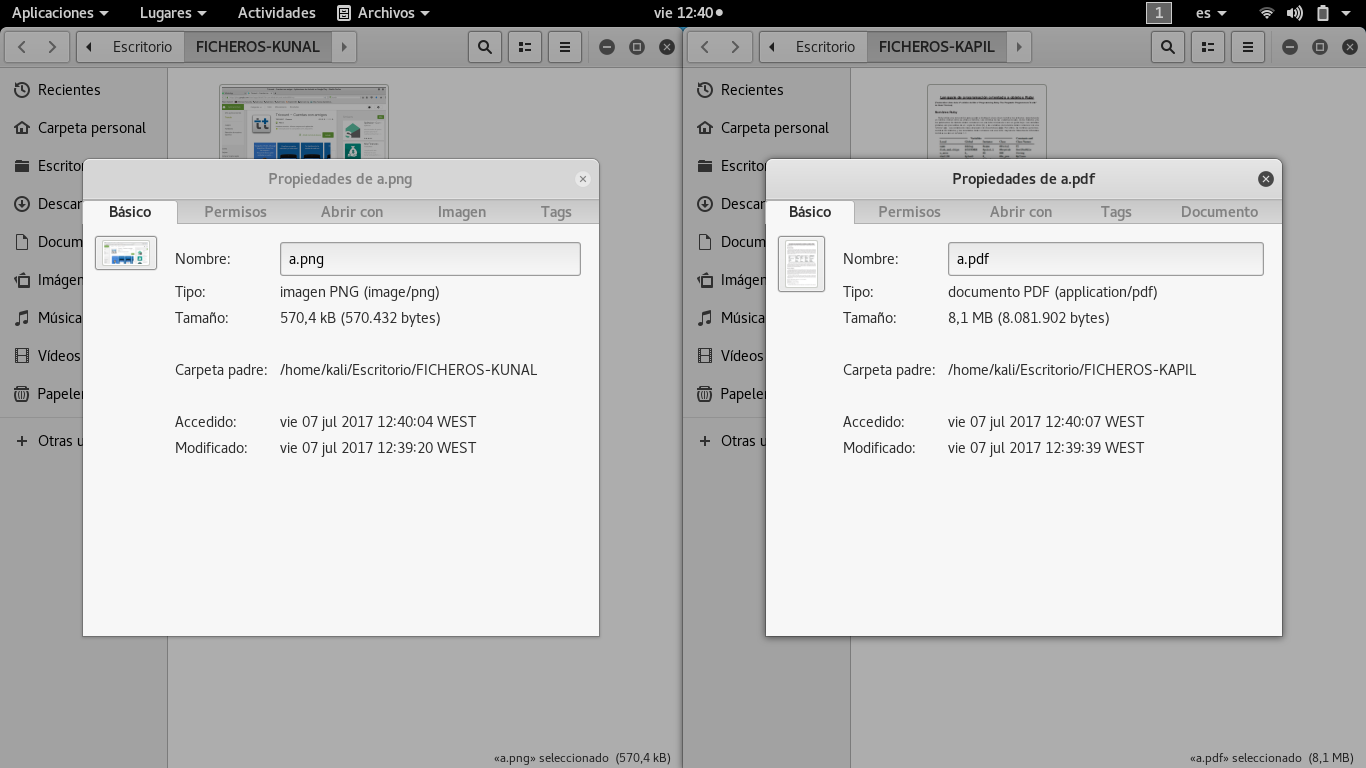 Aplicaciones Lugares Actividades Archivos vie 12:40 1 es
Escritorio FICHEROS-KUNAL
Recientes
Carpeta personal
Escritor
Descar
Docum
Imágen
Música
Vídeos
Papeler
+ Otras u
Propiedades de a.png
Básico Permisos Abrir con Imagen Tags
Nombre: a.png
Tipo: imagen PNG (image/png)
Tamaño: 570,4 kB (570.432 bytes)
Carpeta padre: /home/kali/Escritorio/FICHEROS-KUNAL
Accedido: vie 07 jul 2017 12:40:04 WEST
Modificado: vie 07 jul 2017 12:39:20 WEST
«a.png» seleccionado (570,4 kB)
Escritorio FICHEROS-KAPIL
Recientes
Carpeta personal
Escritor
Descar
Docum
Imágen
Música
Vídeos
Papeler
+ Otras u
Propiedades de a.pdf
Básico Permisos Abrir con Tags Documento
Nombre: a.pdf
Tipo: documento PDF (application/pdf)
Tamaño: 8,1 MB (8.081.902 bytes)
Carpeta padre: /home/kali/Escritorio/FICHEROS-KAPIL
Accedido: vie 07 jul 2017 12:40:07 WEST
Modificado: vie 07 jul 2017 12:39:39 WEST
«a.pdf» seleccionado (8,1 MB)